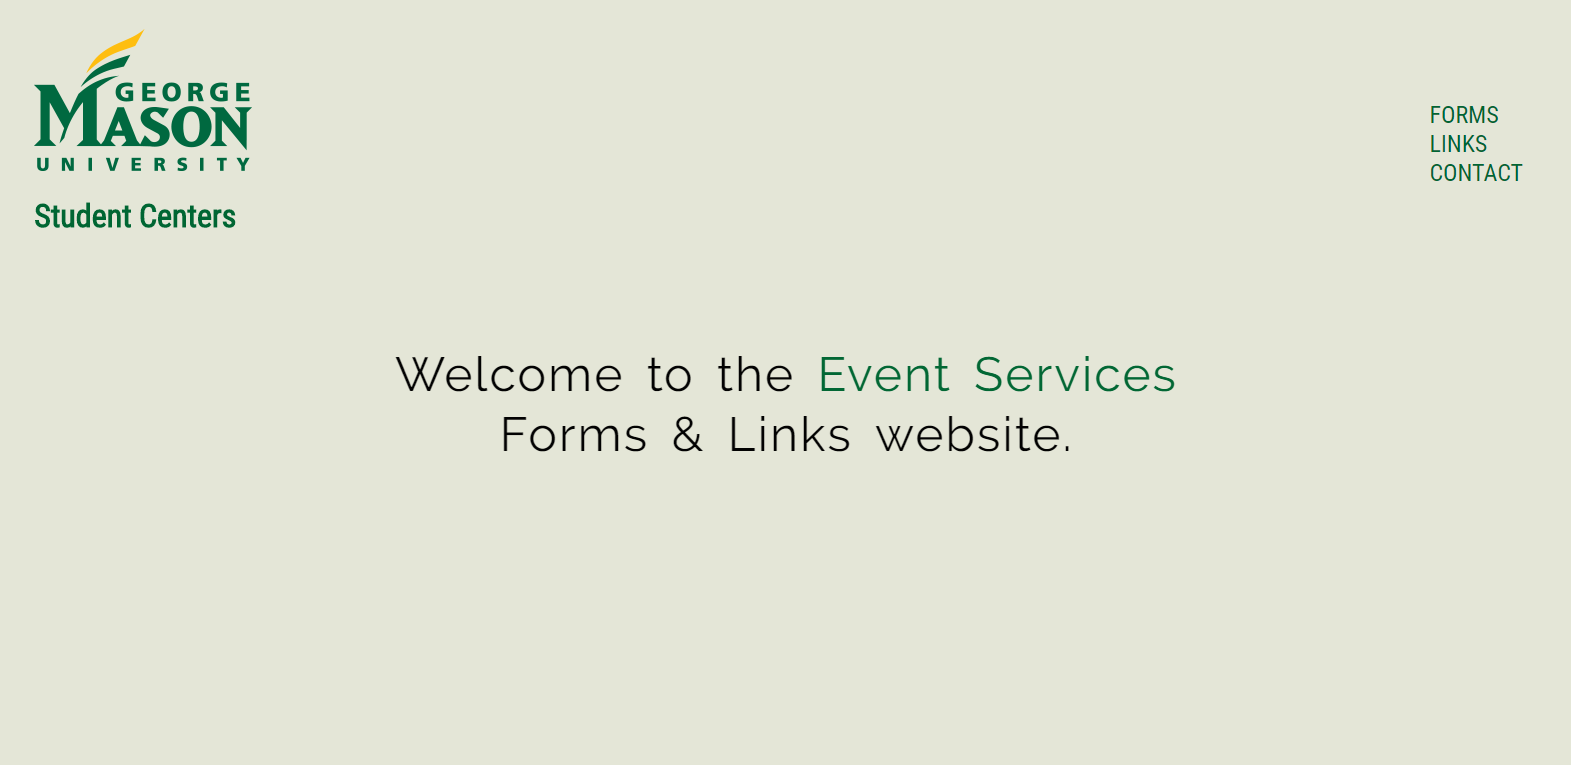 GEORGE
MASON
UNIVERSITY
Student Centers
FORMS
LINKS
CONTACT
Welcome to the Event Services
Forms & Links website.